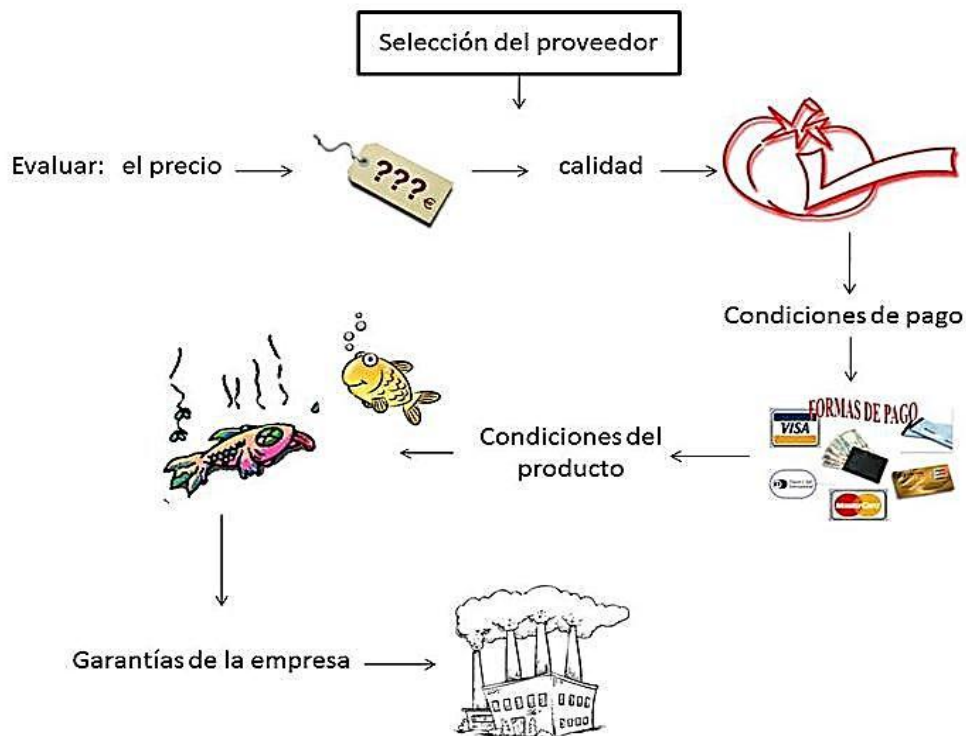 Selección del proveedor
Evaluar: el precio
???€
calidad
Condiciones de pago
FORMAS DE PAGO
VISA
MasterCard
Condiciones del
producto
Garantías de la empresa